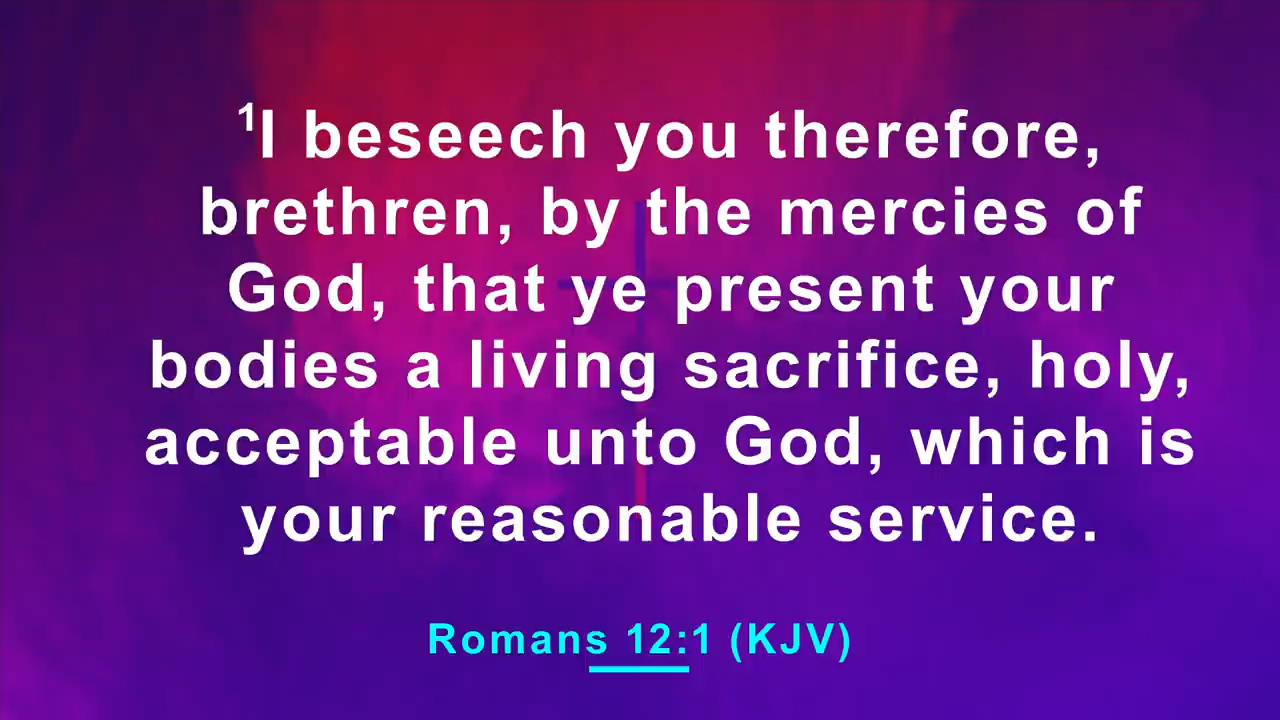 ¹I beseech you therefore,
brethren, by the mercies of
God, that ye present your
bodies a living sacrifice, holy,
acceptable unto God, which is
your reasonable service.
Romans 12:1 (KJV)